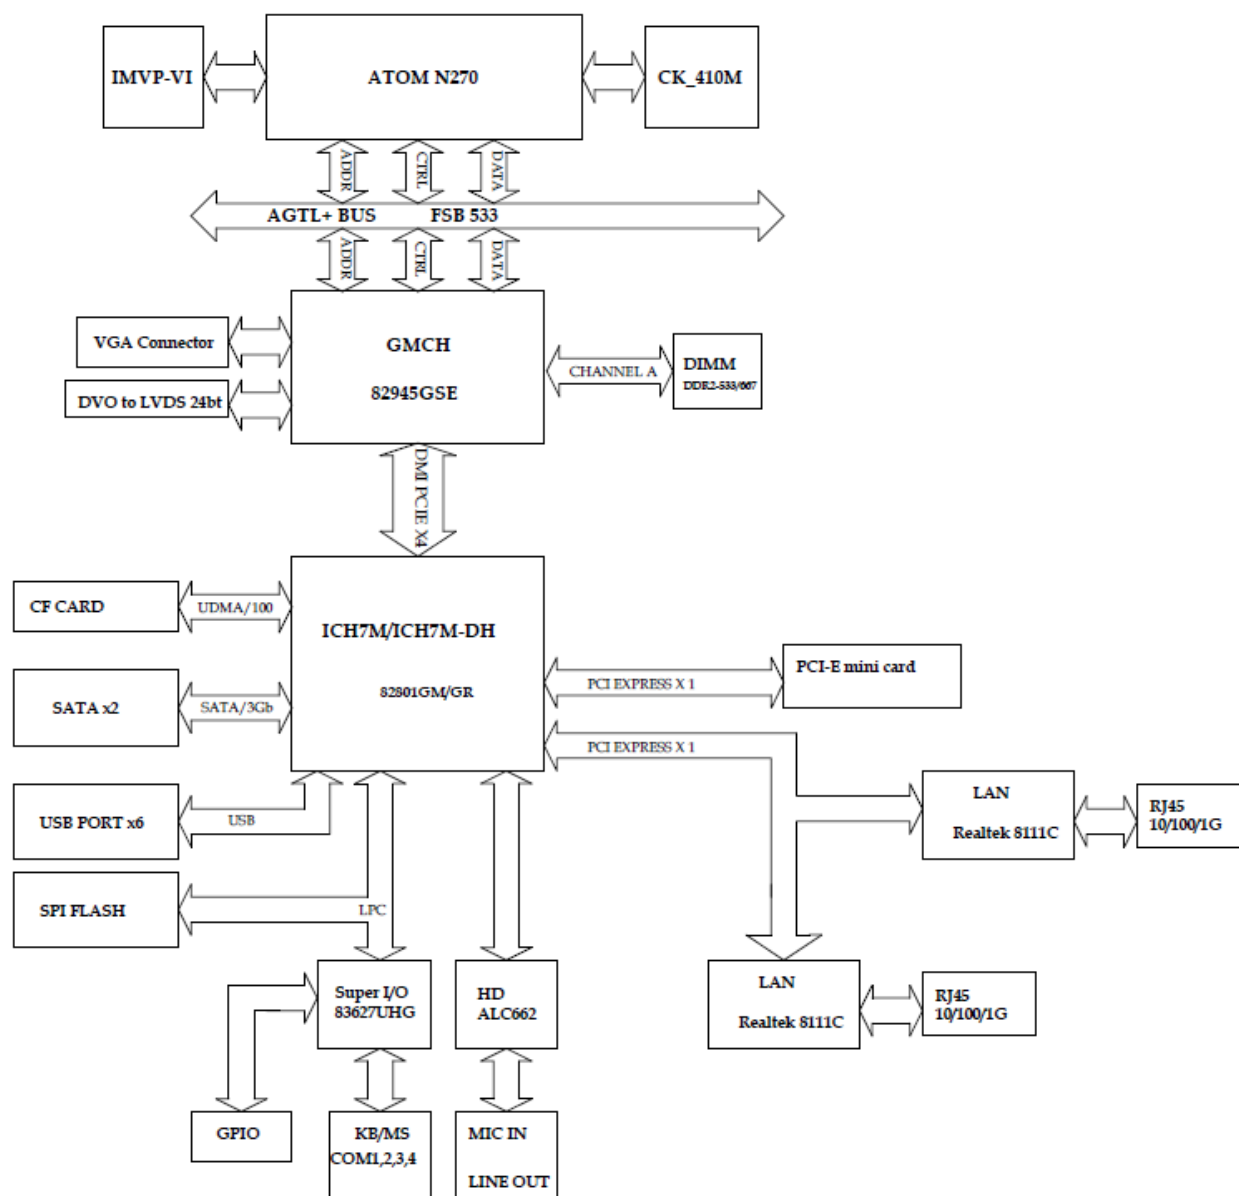 IMVP-VI
ATOM N270
CK_410M
ADDR
CTRL
DATA
AGTL+ BUS FSB 533
ADDR
CTRL
DATA
VGA Connector
DVO to LVDS 24bt
GMCH
82945GSE
CHANNEL A
DIMM
DDR2-533/667
DMI PCIE X4
CF CARD
UDMA/100
ICH7M/ICH7M-DH
82801GM/GR
SATA x2
SATA/3Gb
PCI EXPRESS X 1
PCI-E mini card
PCI EXPRESS X 1
USB PORT x6
USB
LAN
Realtek 8111C
RJ45
10/100/1G
SPI FLASH
LPC
Super I/O
83627UHG
HD
ALC662
LAN
Realtek 8111C
RJ45
10/100/1G
GPIO
KB/MS
COM1,2,3,4
MIC IN
LINE OUT